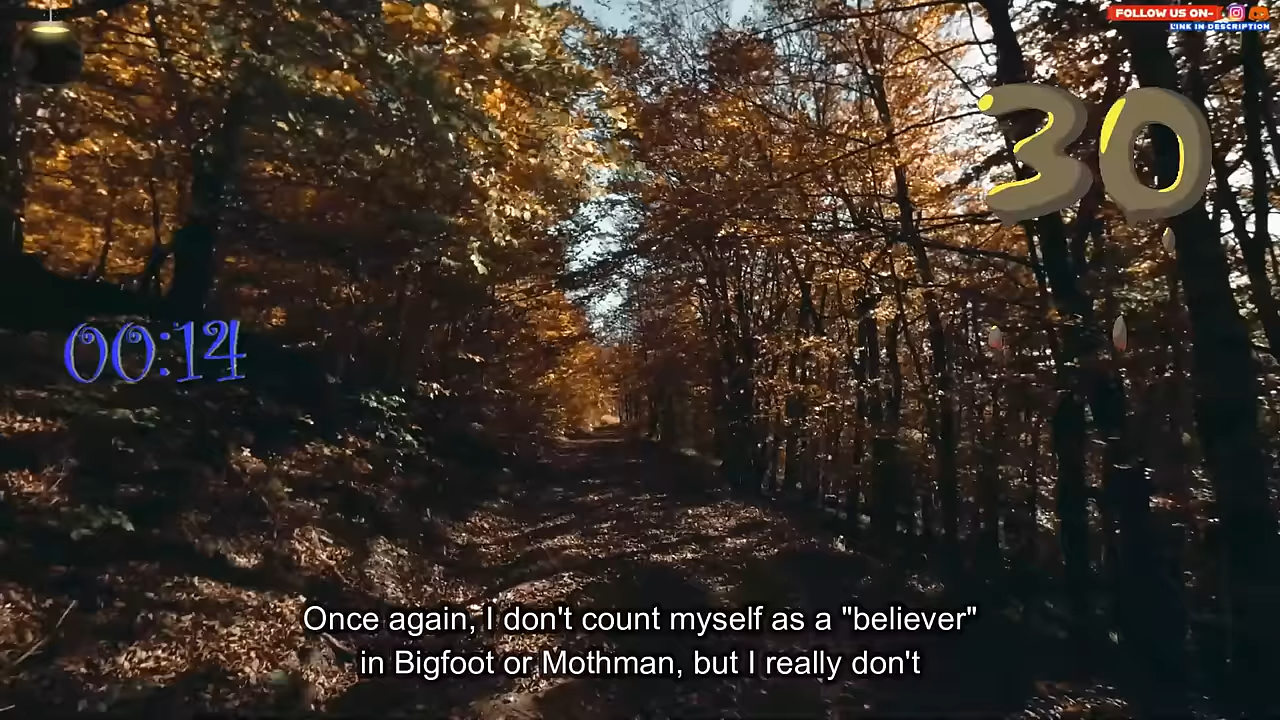 FOLLOW US ON-
LINK IN DESCRIPTION
30
00:14
Once again, I don't count myself as a "believer"
in Bigfoot or Mothman, but I really don't